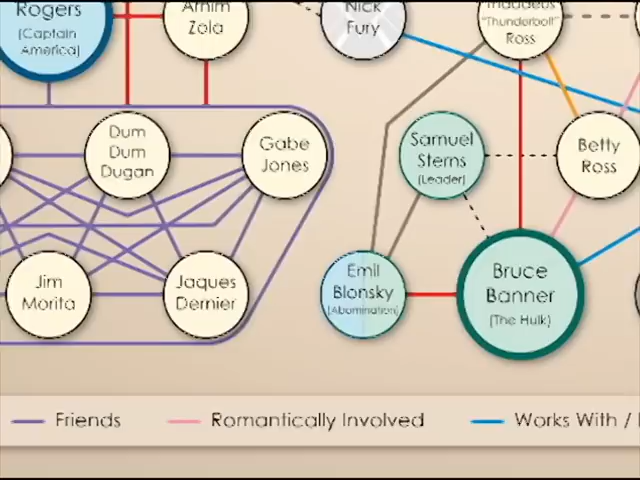 Rogers
(Captain
America)
Arnim
Zola
Nick
Fury
Thaddeus
"Thunderbolt"
Ross
Dum
Dum
Dugan
Gabe
Jones
Samuel
Sterns
(Leader)
Betty
Ross
Jim
Morita
Jaques
Dernier
Emil
Blonsky
(Abomination)
Bruce
Banner
(The Hulk)
Friends
Romantically Involved
Works With /